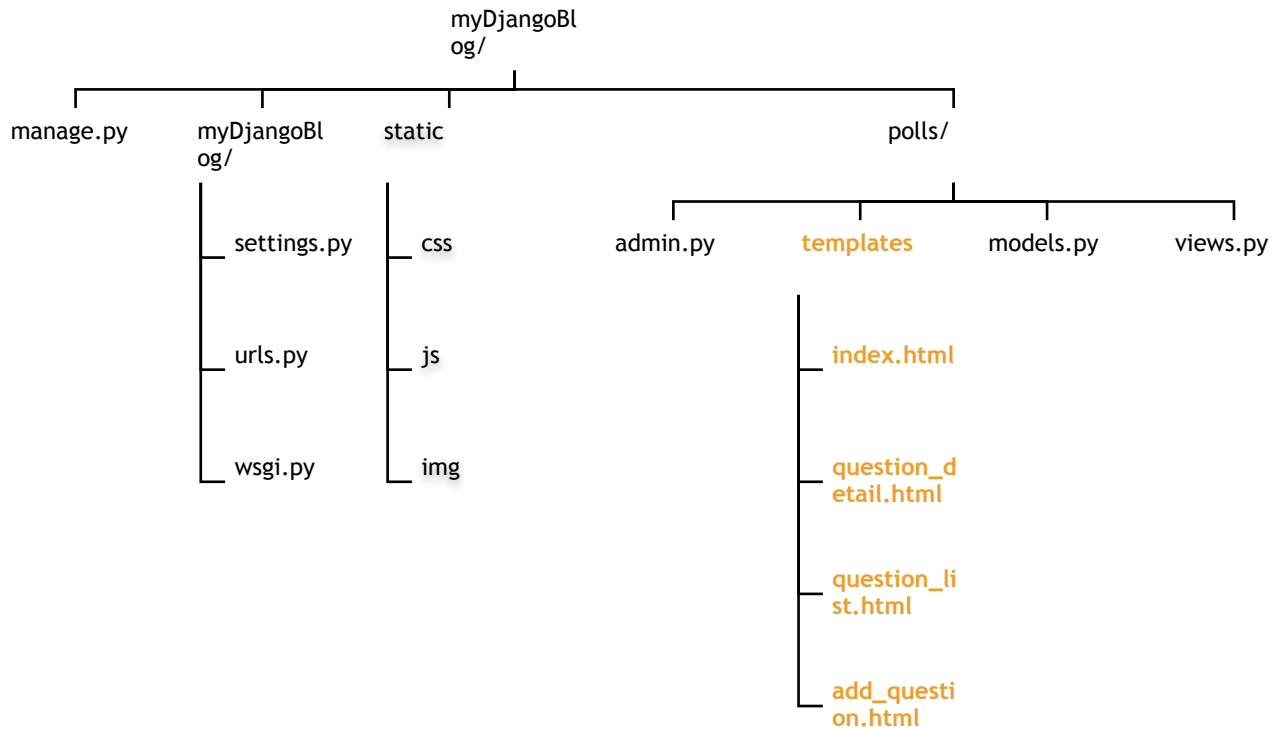 myDjangoBl
og/
manage.py
myDjangoBl
og/
static
polls/
settings.py
urls.py
wsgi.py
css
js
img
admin.py
templates
models.py
views.py
index.html
question_d
etail.html
question_li
st.html
add_questi
on.html